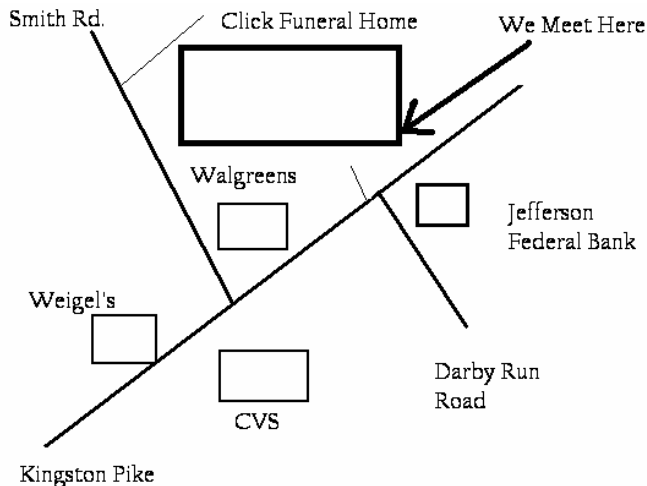 Smith Rd.
Click Funeral Home
We Meet Here
Walgreens
Jefferson
Federal Bank
Weigel's
Darby Run
Road
CVS
Kingston Pike